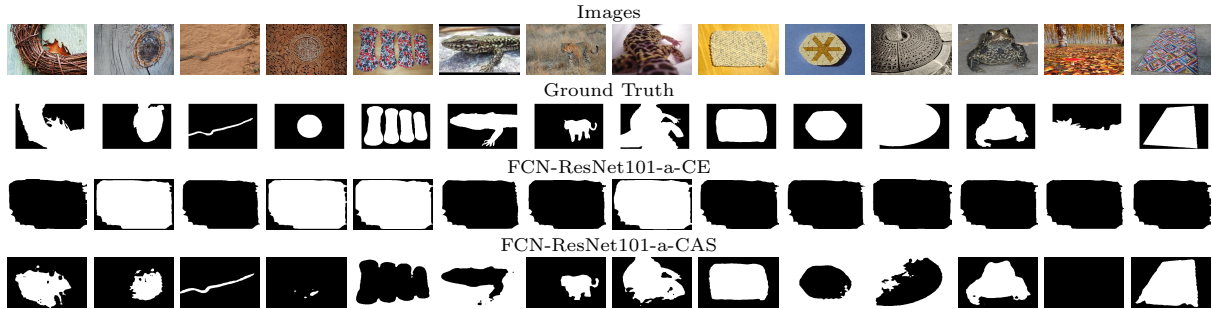 Images
Ground Truth
FCN-ResNet101-a-CE
FCN-ResNet101-a-CAS